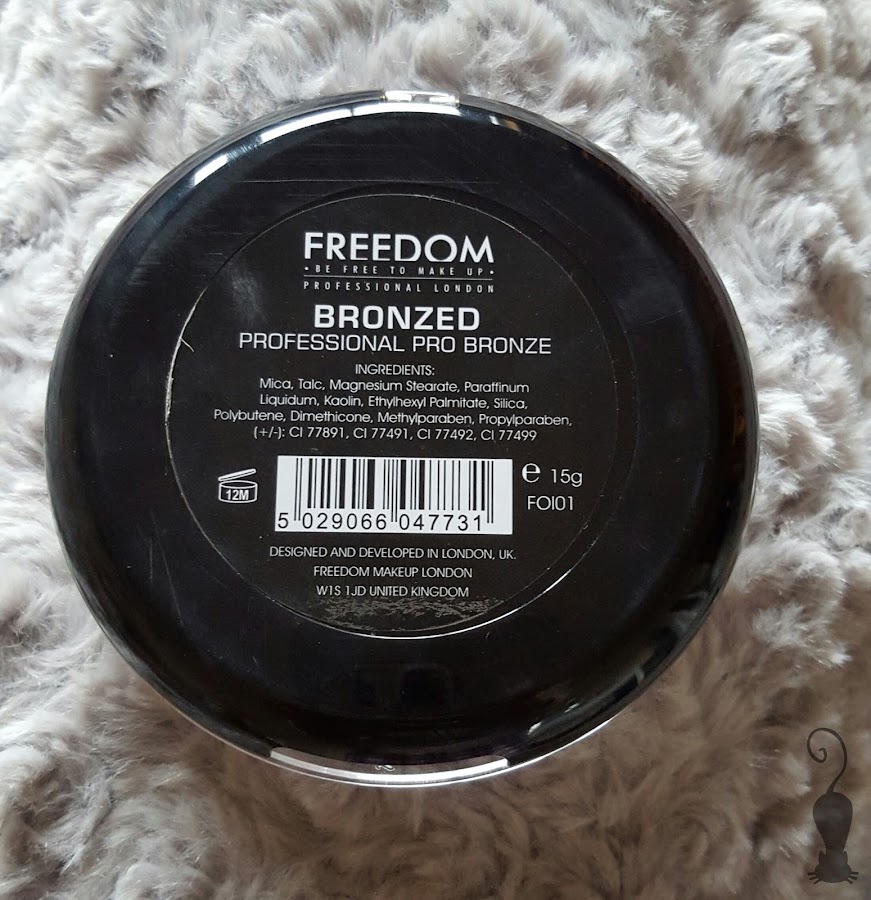 FREEDOM
• BE FREE TO MAKE UP •
PROFESSIONAL LONDON
BRONZED
PROFESSIONAL PRO BRONZE
INGREDIENTS:
Mica, Talc, Magnesium Stearate, Paraffinum
Liquidum, Kaolin, Ethylhexyl Palmitate, Silica,
Polybutene, Dimethicone, Methylparaben, Propylparaben,
(+/-): CI 77891, CI 77491, CI 77492, CI 77499
12M
e 15g
FOI01
5 029066 047731
DESIGNED AND DEVELOPED IN LONDON, UK.
FREEDOM MAKEUP LONDON
W1S 1JD UNITED KINGDOM